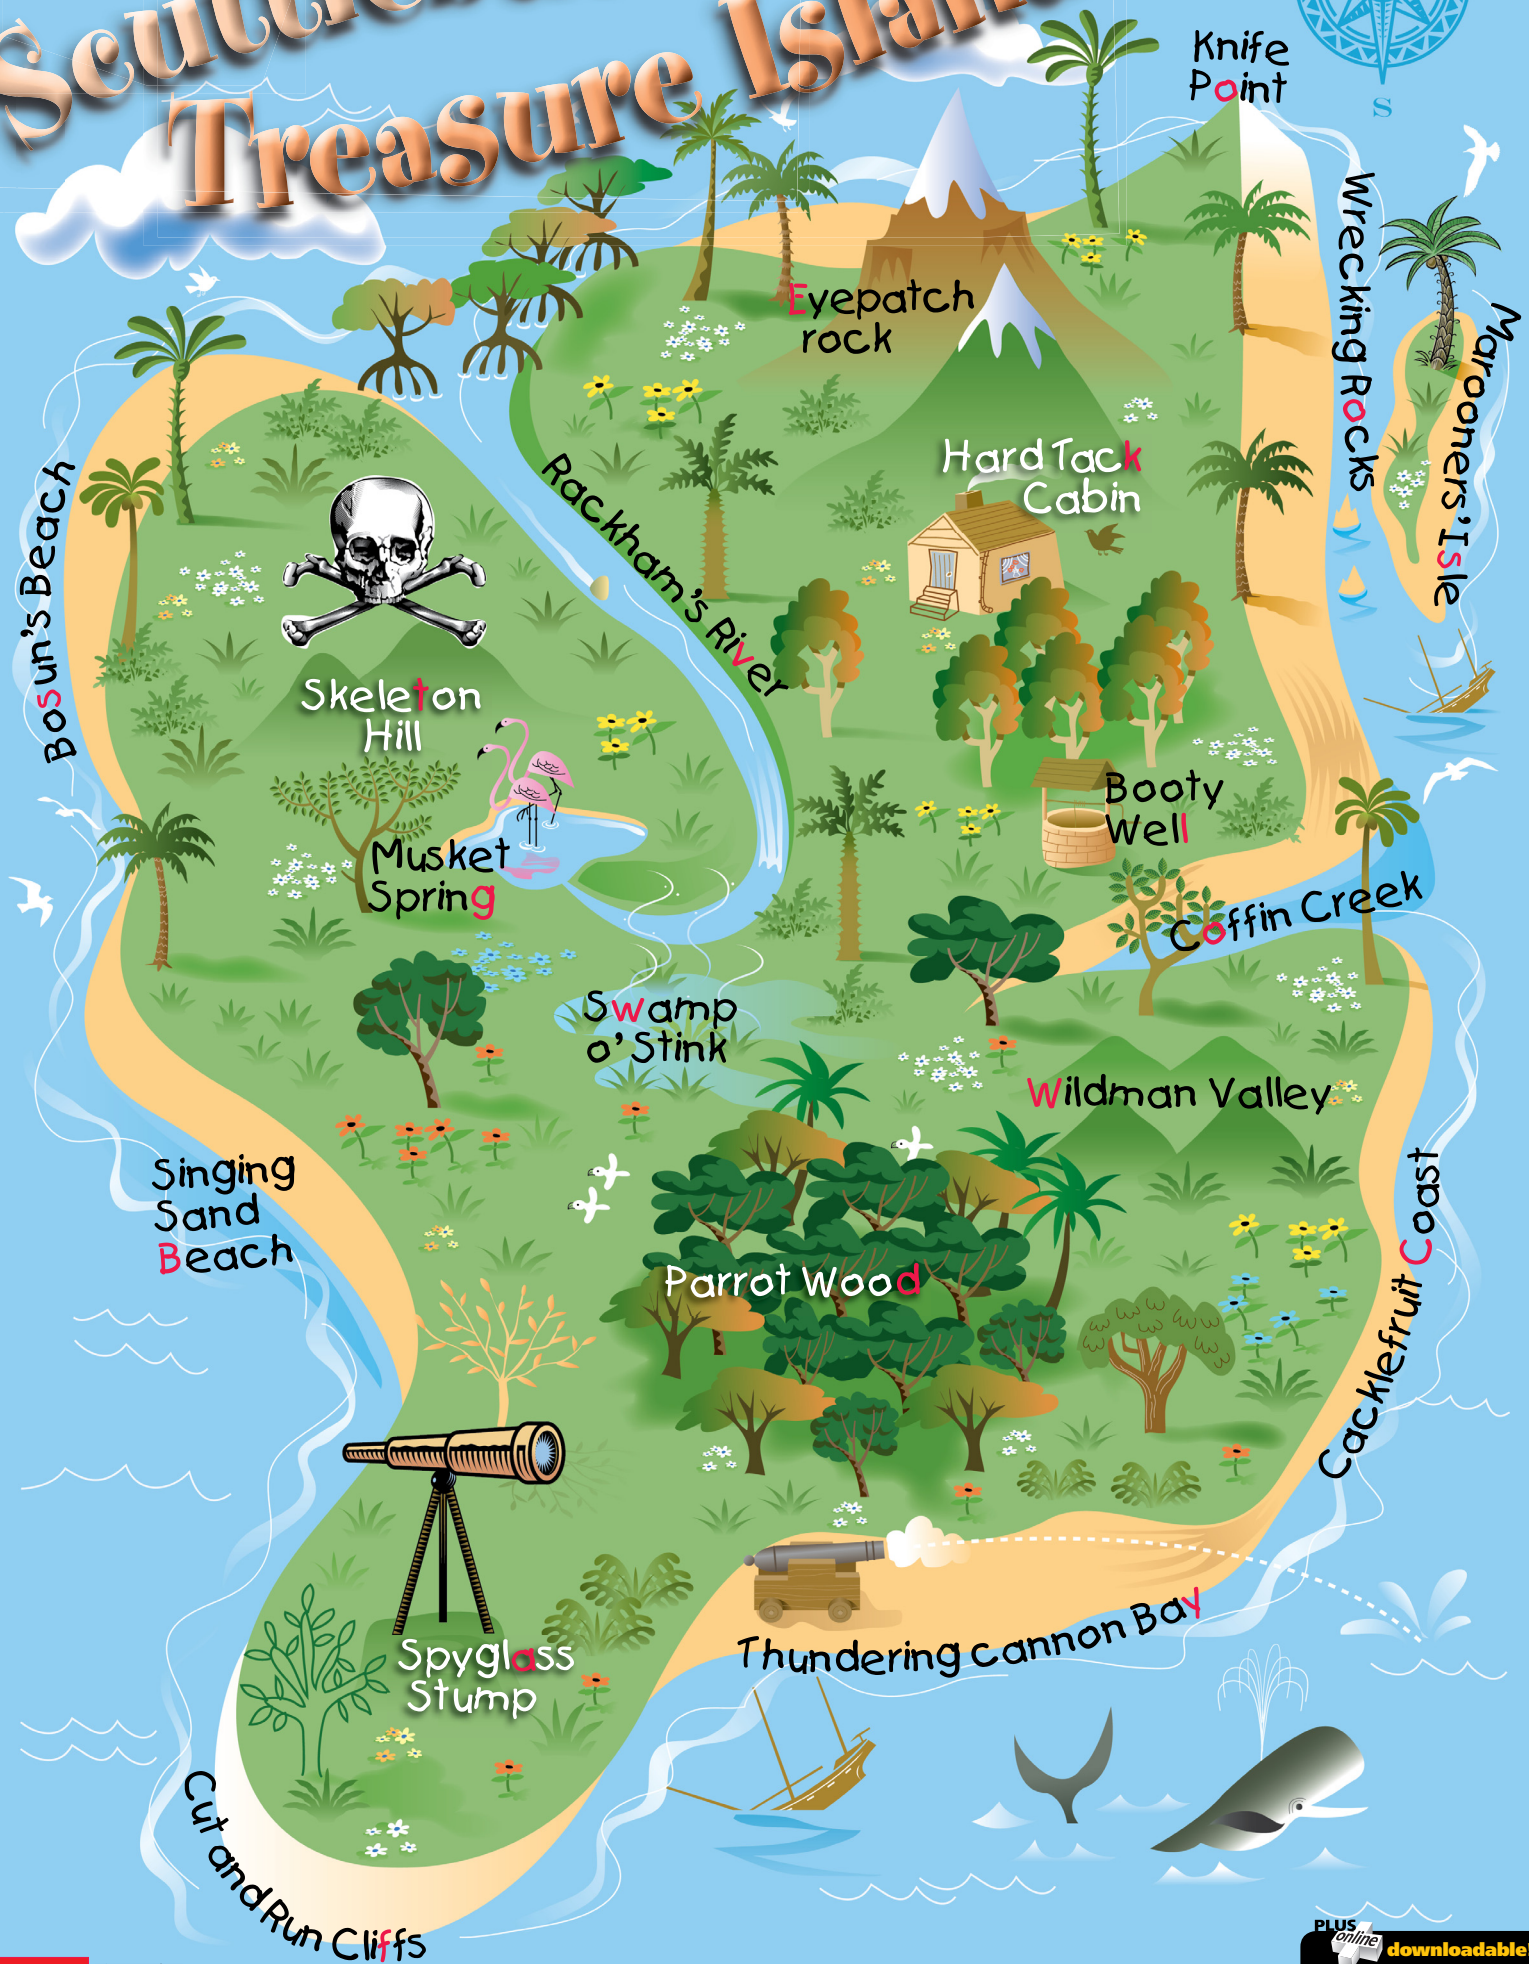 Treasure Island
Knife
Point
S
Wrecking Rocks
Marooners' Isle
Eyepatch
rock
Hard Tack
Cabin
Rackham's River
Bosun's Beach
Skeleton
Hill
Booty
Well
Musket
Spring
Coffin Creek
Swamp
o' Stink
Wildman Valley
Singing
Sand
Beach
Parrot Wood
Cacklefruit Coast
Spyglass
Stump
Thundering cannon Bay
Cut and Run Cliffs
PLUS
online
downloadable!